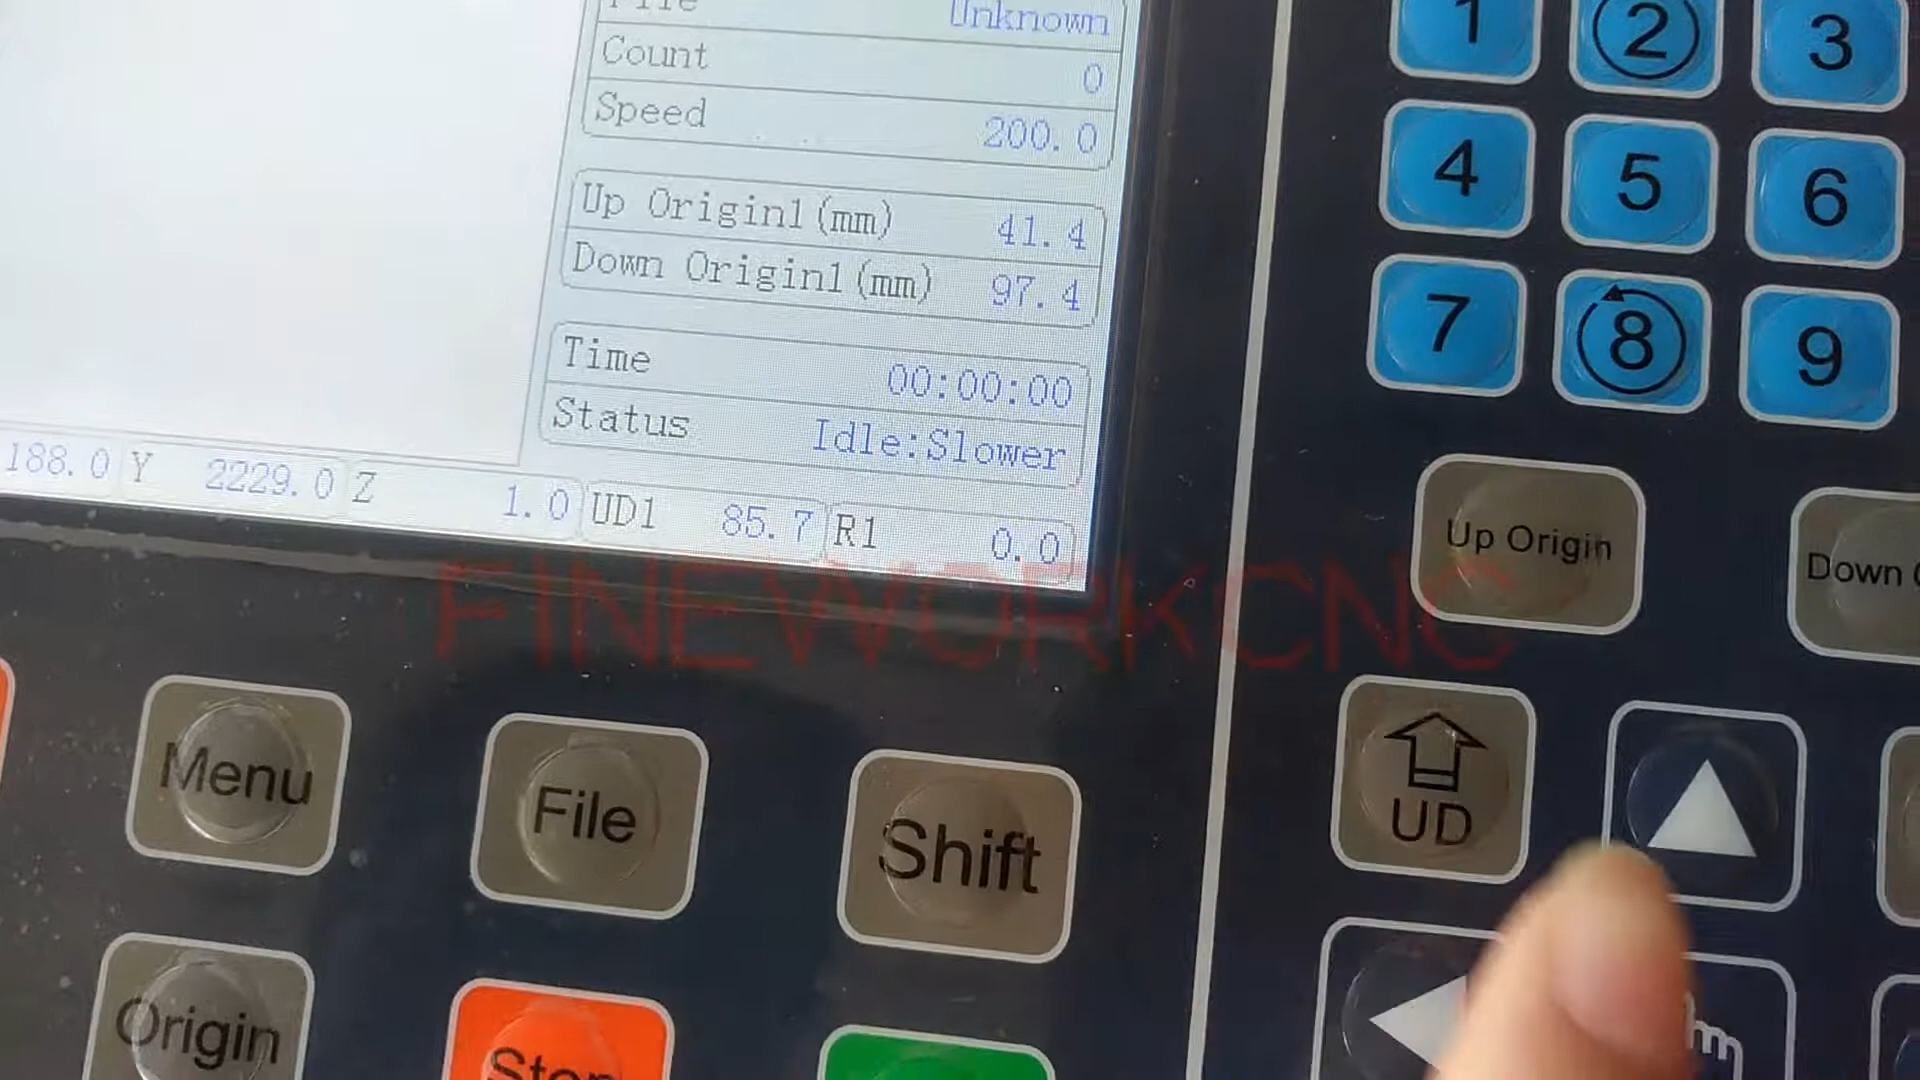 File Unknown
Count 0
Speed 200.0
Up Origin1(mm) 41.4
Down Origin1(mm) 97.4
Time 00:00:00
Status Idle:Slower
188.0 Y 2229.0 Z 1.0 UD1 85.7 R1 0.0
1 2 3
4 5 6
7 8 9
Up Origin
Down
UD
FINEWORKCNC
Menu
File
Shift
Origin
Stop